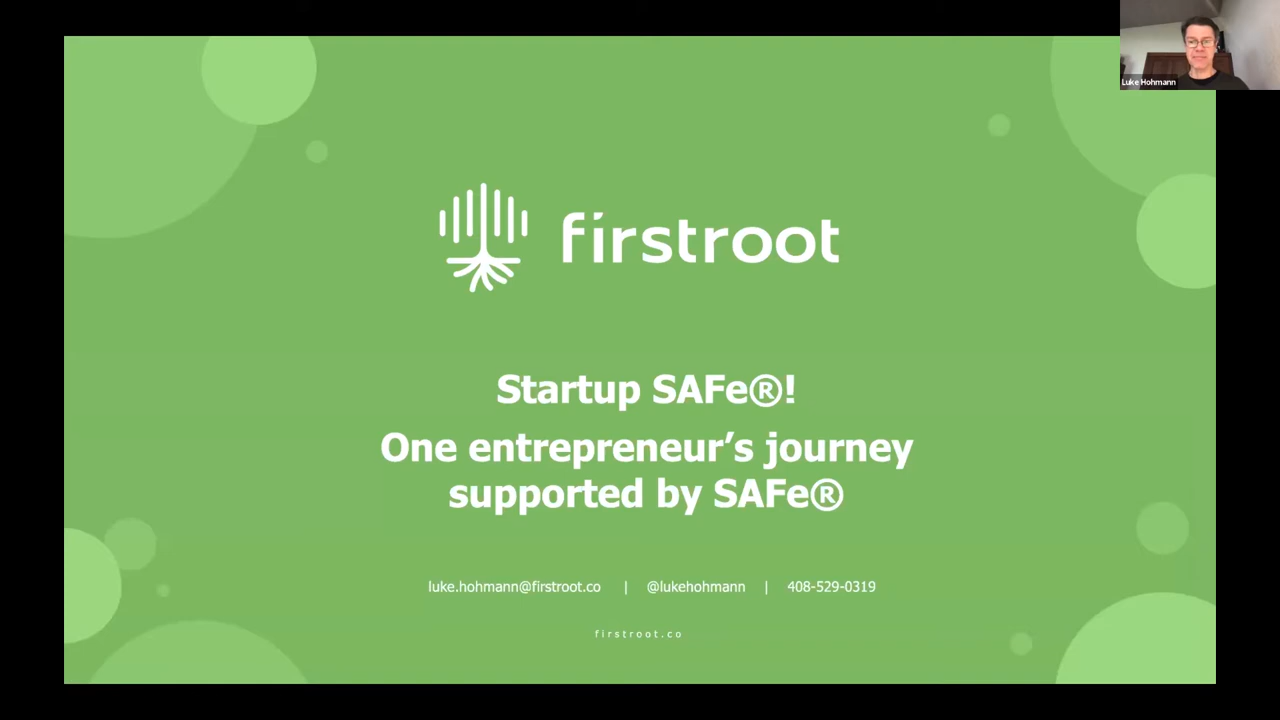 Luke Hohmann
firstroot
Startup SAFe®!
One entrepreneur’s journey
supported by SAFe®
luke.hohmann@firstroot.co | @lukehohmann | 408-529-0319
firstroot.co